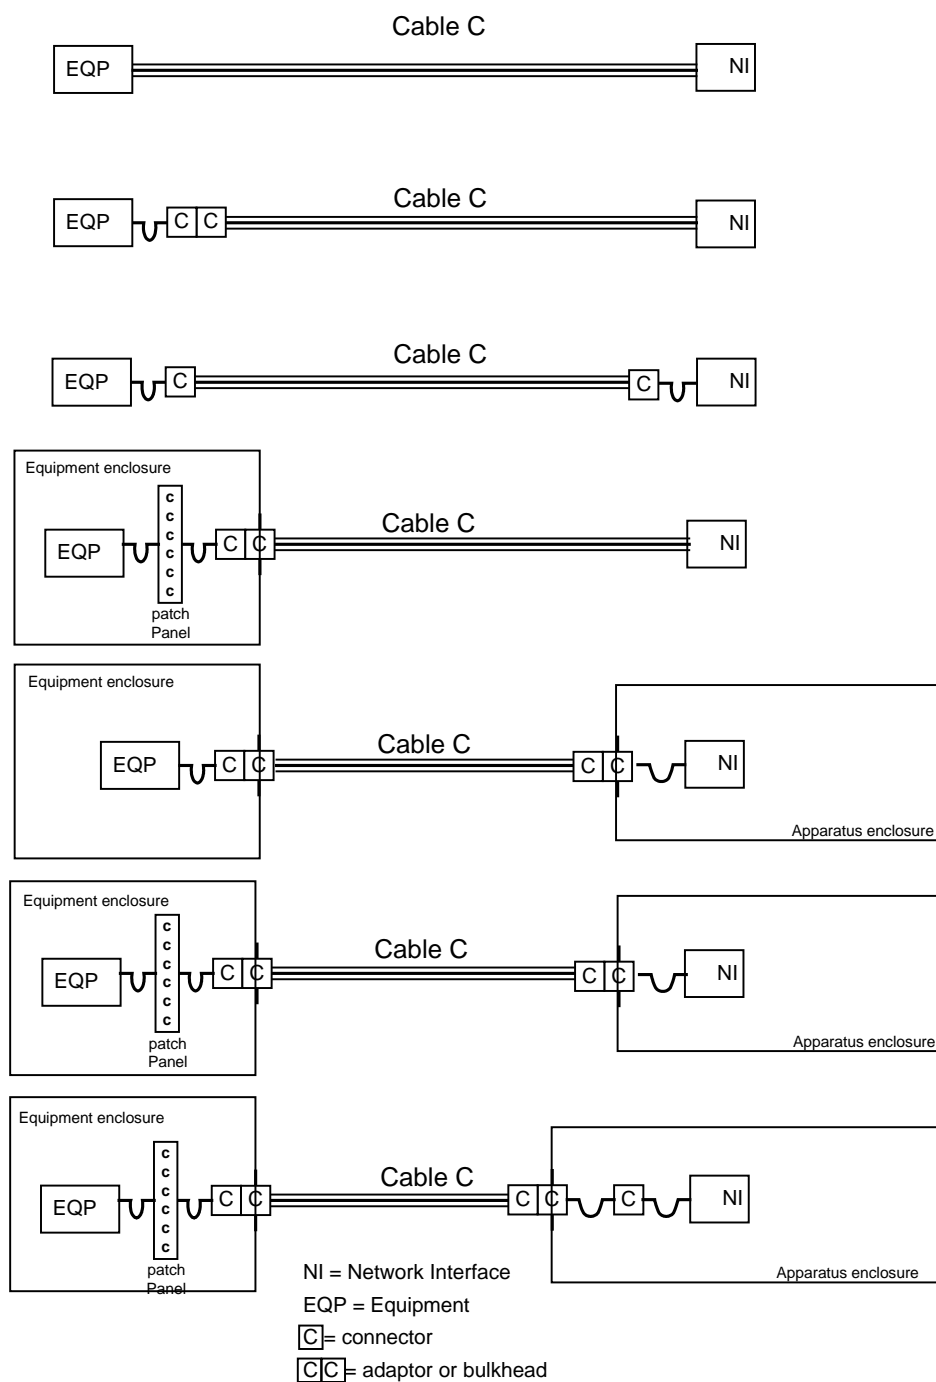 Cable C
EQP
NI
Cable C
EQP
C C
NI
Cable C
EQP
C
C
NI
Equipment enclosure
Cable C
EQP
c
c
c
c
c
c
C C
NI
patch
Panel
Equipment enclosure
Cable C
EQP
C C
C C
NI
Apparatus enclosure
Equipment enclosure
Cable C
EQP
c
c
c
c
c
c
C C
C C
NI
patch
Panel
Apparatus enclosure
Equipment enclosure
Cable C
EQP
c
c
c
c
c
c
C C
C C
C
NI
patch
Panel
Apparatus enclosure
NI = Network Interface
EQP = Equipment
C = connector
C C = adaptor or bulkhead